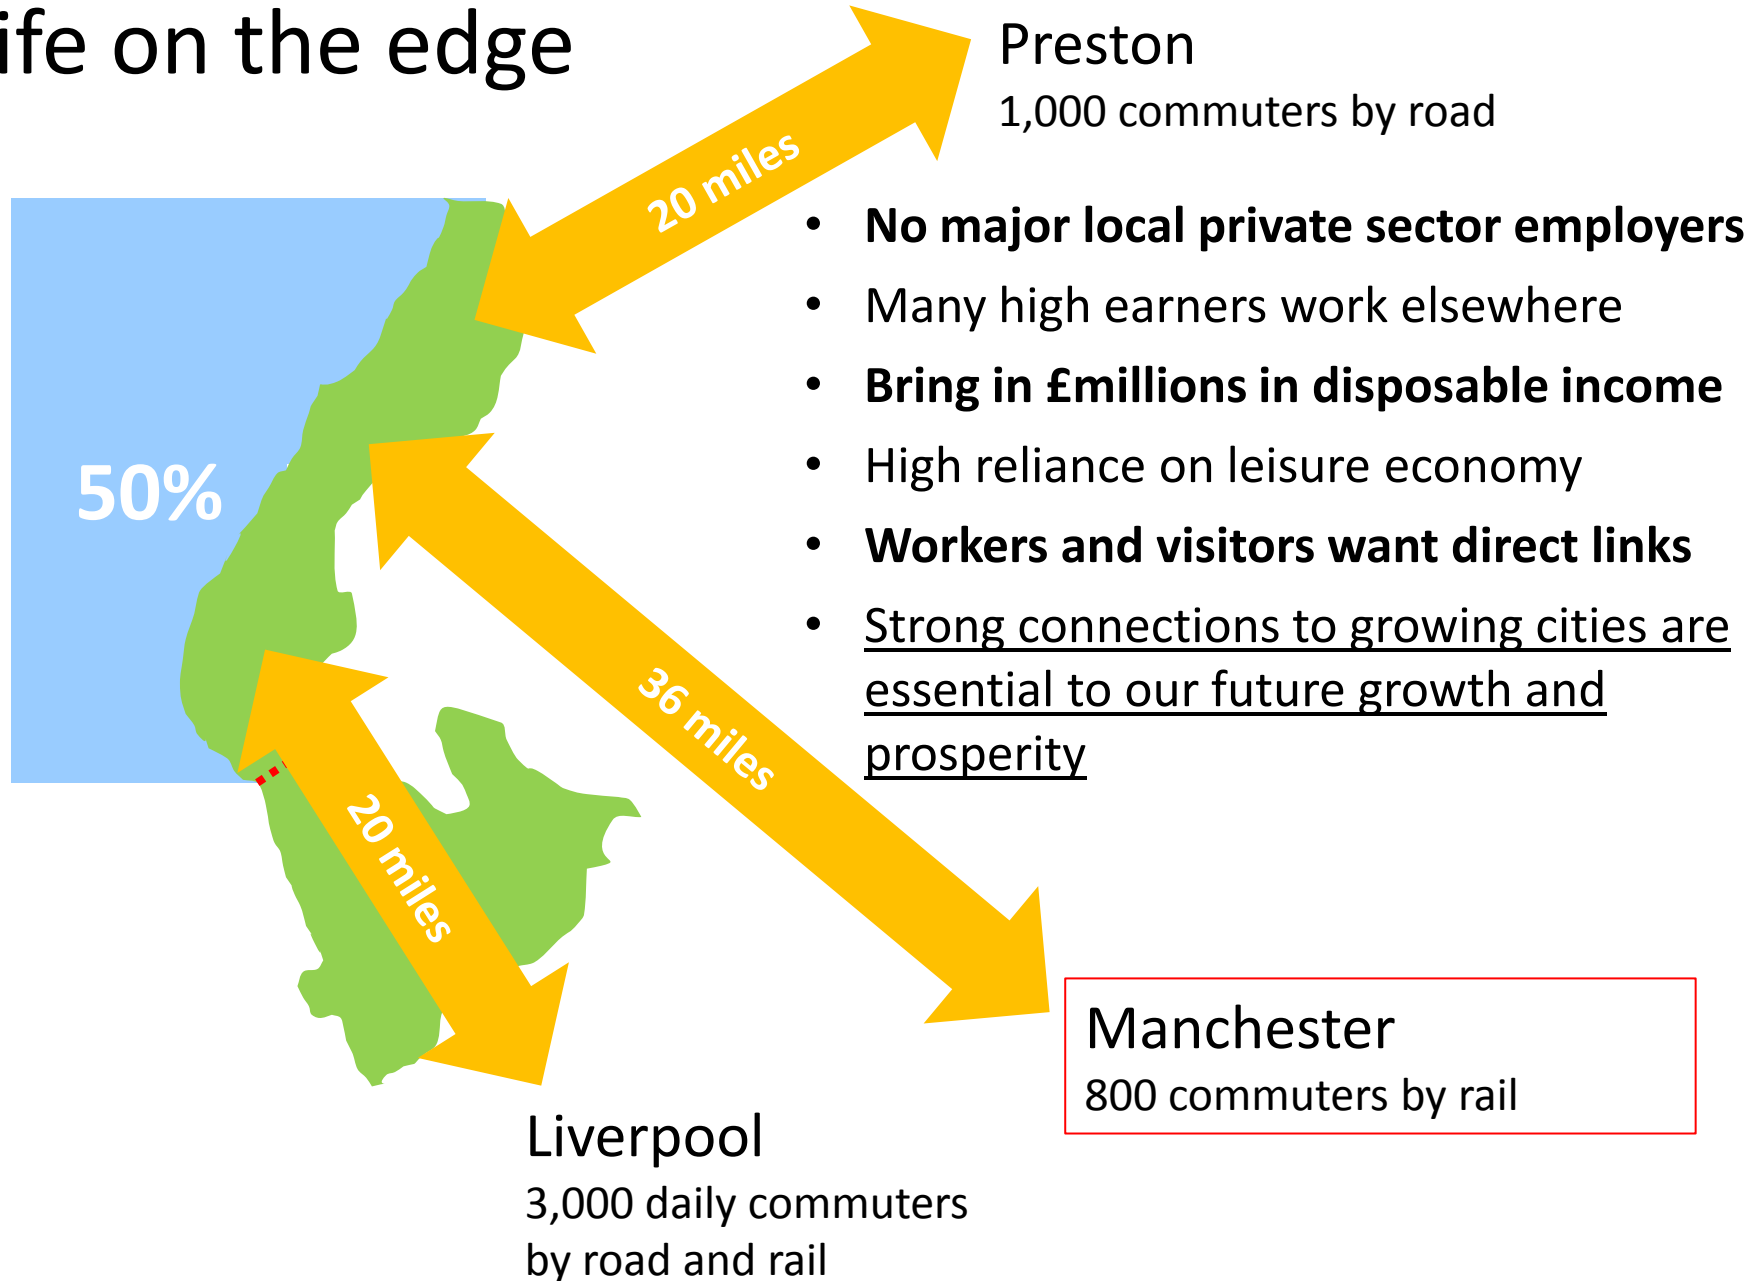 ife on the edge
Preston
1,000 commuters by road
20 miles
• No major local private sector employers
• Many high earners work elsewhere
• Bring in £millions in disposable income
• High reliance on leisure economy
• Workers and visitors want direct links
• Strong connections to growing cities are
essential to our future growth and
prosperity
50%
36 miles
20 miles
Manchester
800 commuters by rail
Liverpool
3,000 daily commuters
by road and rail